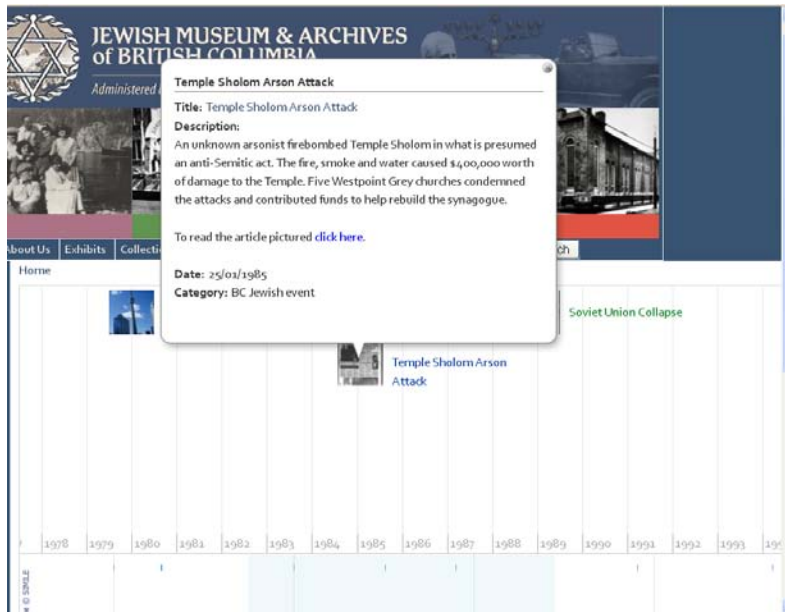 JEWISH MUSEUM & ARCHIVES
of BRITISH COLUMBIA
Administered
Temple Sholom Arson Attack
Title: Temple Sholom Arson Attack
Description:
An unknown arsonist firebombed Temple Sholom in what is presumed
an anti-Semitic act. The fire, smoke and water caused $400,000 worth
of damage to the Temple. Five Westpoint Grey churches condemned
the attacks and contributed funds to help rebuild the synagogue.
To read the article pictured click here.
Date: 25/01/1985
Category: BC Jewish event
About Us Exhibits Collecti ch
Home
Soviet Union Collapse
Temple Sholom Arson
Attack
1978 1979 1980 1981 1982 1983 1984 1985 1986 1987 1988 1989 1990 1991 1992 1993 199
© SIMILE